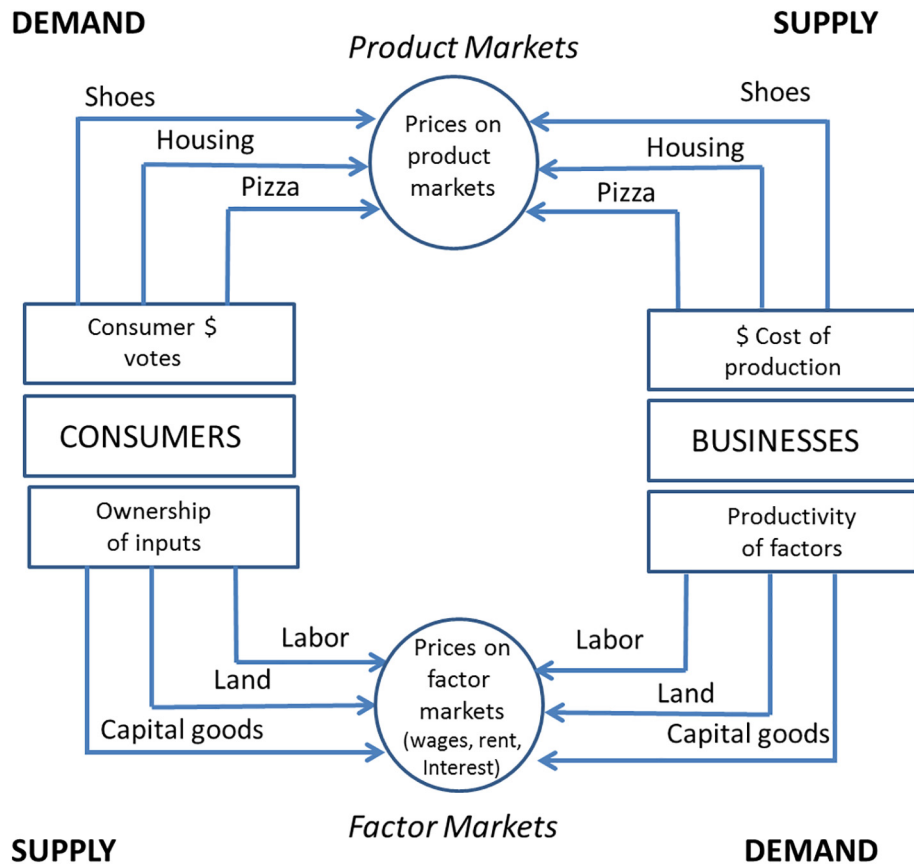 DEMAND
SUPPLY
Product Markets
Shoes
Housing
Pizza
Prices on
product
markets
Shoes
Housing
Pizza
Consumer $
votes
$ Cost of
production
CONSUMERS
BUSINESSES
Ownership
of inputs
Productivity
of factors
Labor
Land
Capital goods
Prices on
factor
markets
(wages, rent,
Interest)
Labor
Land
Capital goods
Factor Markets
SUPPLY
DEMAND